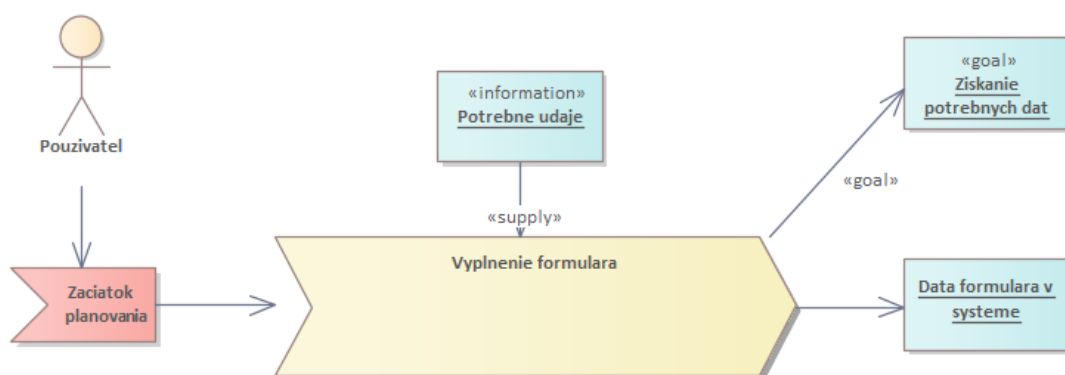 Pouzivatel
«information»
Potrebne udaje
«goal»
Ziskanie
potrebnych dat
«goal»
«supply»
Zaciatok
planovania
Vyplnenie formulara
Data formulara v
systeme